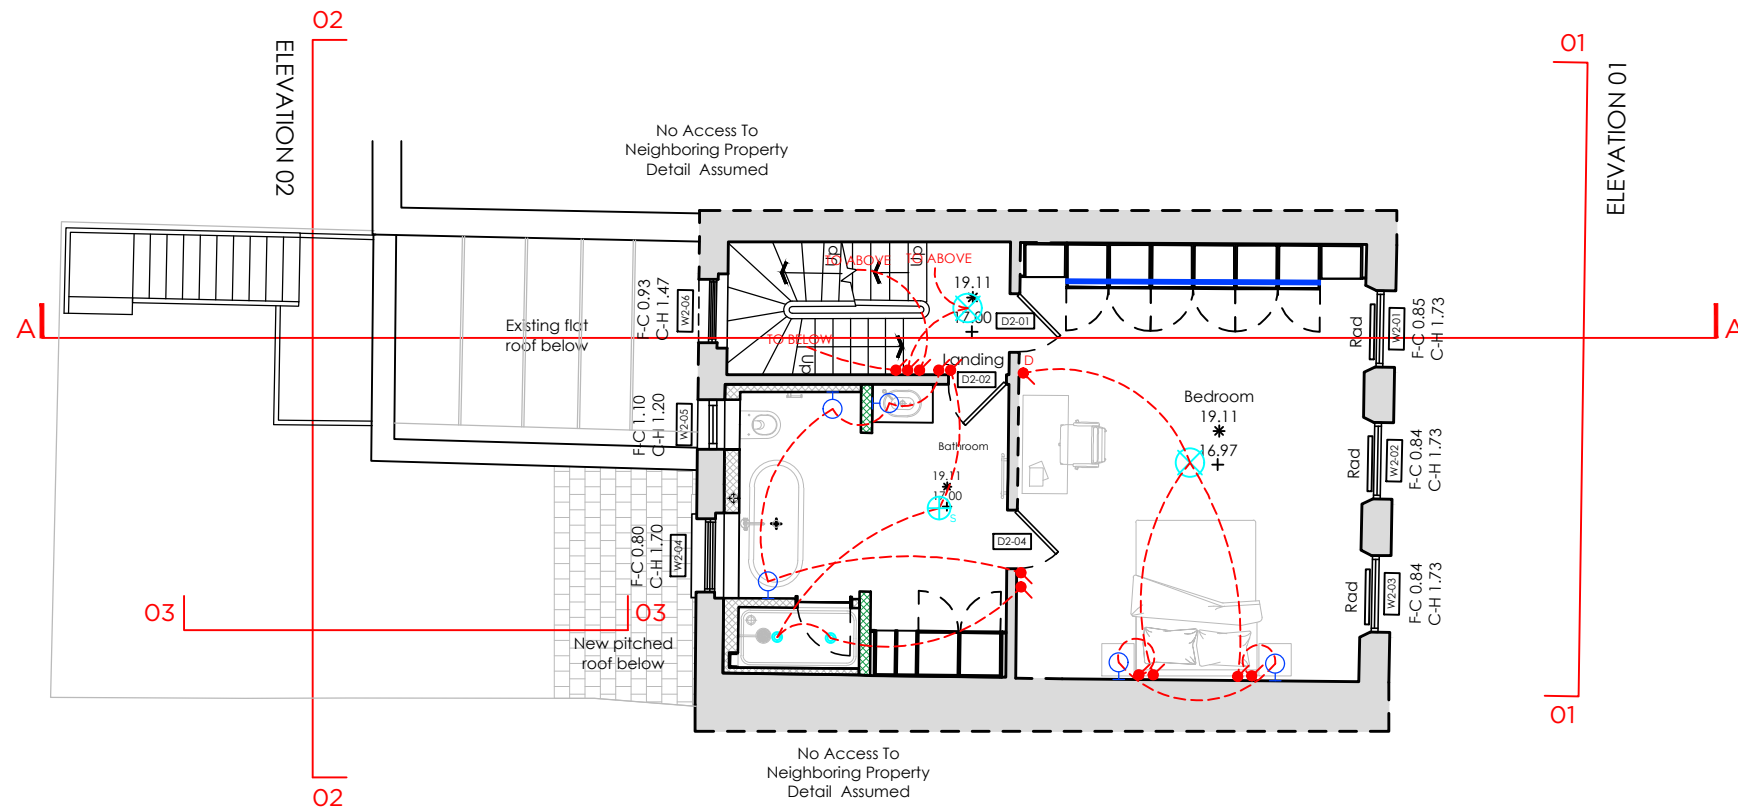 02
01
ELEVATION 02
ELEVATION 01
No Access To
Neighboring Property
Detail Assumed
up
dn
TO ABOVE
TO ABOVE
19.11
17.00
D2-01
A
A
Existing flat
roof below
F-C 0.93
C-H 1.47
W2-06
TO BELOW
up
Landing
D2-02
D
Rad
W2-01
F-C 0.85
C-H 1.73
F-C 1.10
C-H 1.20
W2-05
Bathroom
19.11
17.00
S
Bedroom
19.11
16.97
Rad
W2-02
F-C 0.84
C-H 1.73
F-C 0.80
C-H 1.70
W2-04
D2-04
Rad
W2-03
F-C 0.84
C-H 1.73
03
03
New pitched
roof below
01
No Access To
Neighboring Property
Detail Assumed
02